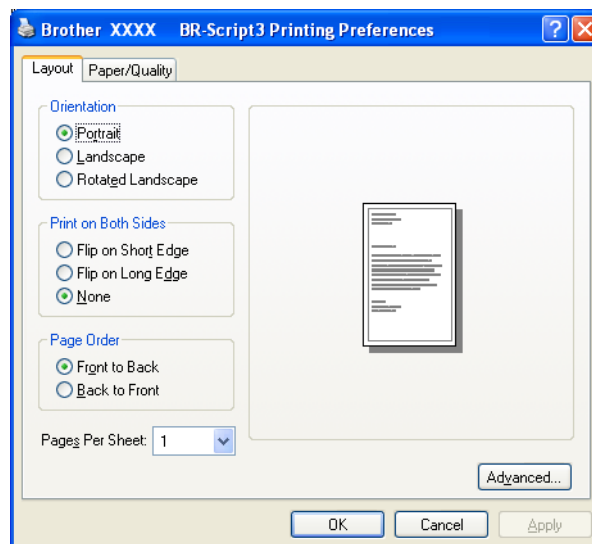 Brother XXXX BR-Script3 Printing Preferences
Layout Paper/Quality
Orientation
Portrait
Landscape
Rotated Landscape
Print on Both Sides
Flip on Short Edge
Flip on Long Edge
None
Page Order
Front to Back
Back to Front
Pages Per Sheet: 1
Advanced...
OK Cancel Apply